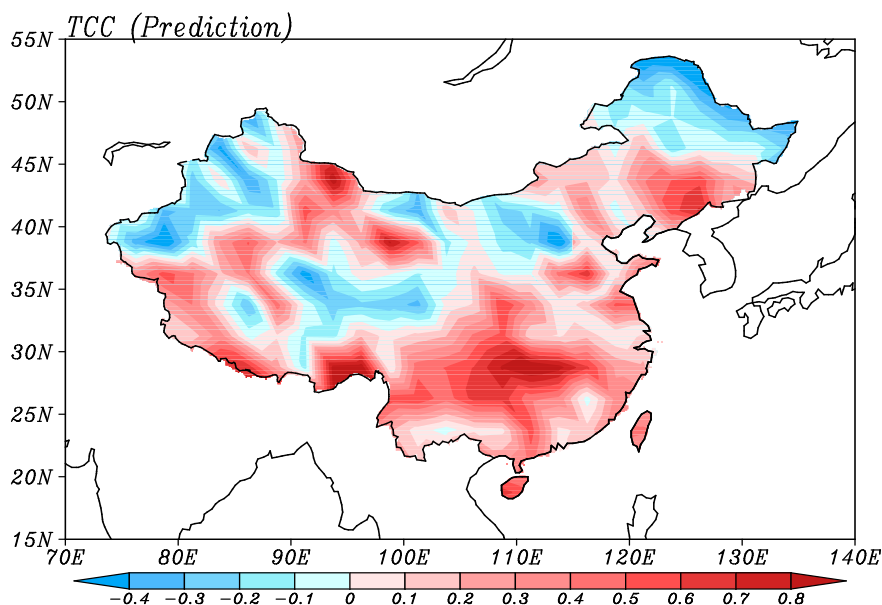 TCC (Prediction)
55N
50N
45N
40N
35N
30N
25N
20N
15N
70E 80E 90E 100E 110E 120E 130E 140E
-0.4 -0.3 -0.2 -0.1 0 0.1 0.2 0.3 0.4 0.5 0.6 0.7 0.8